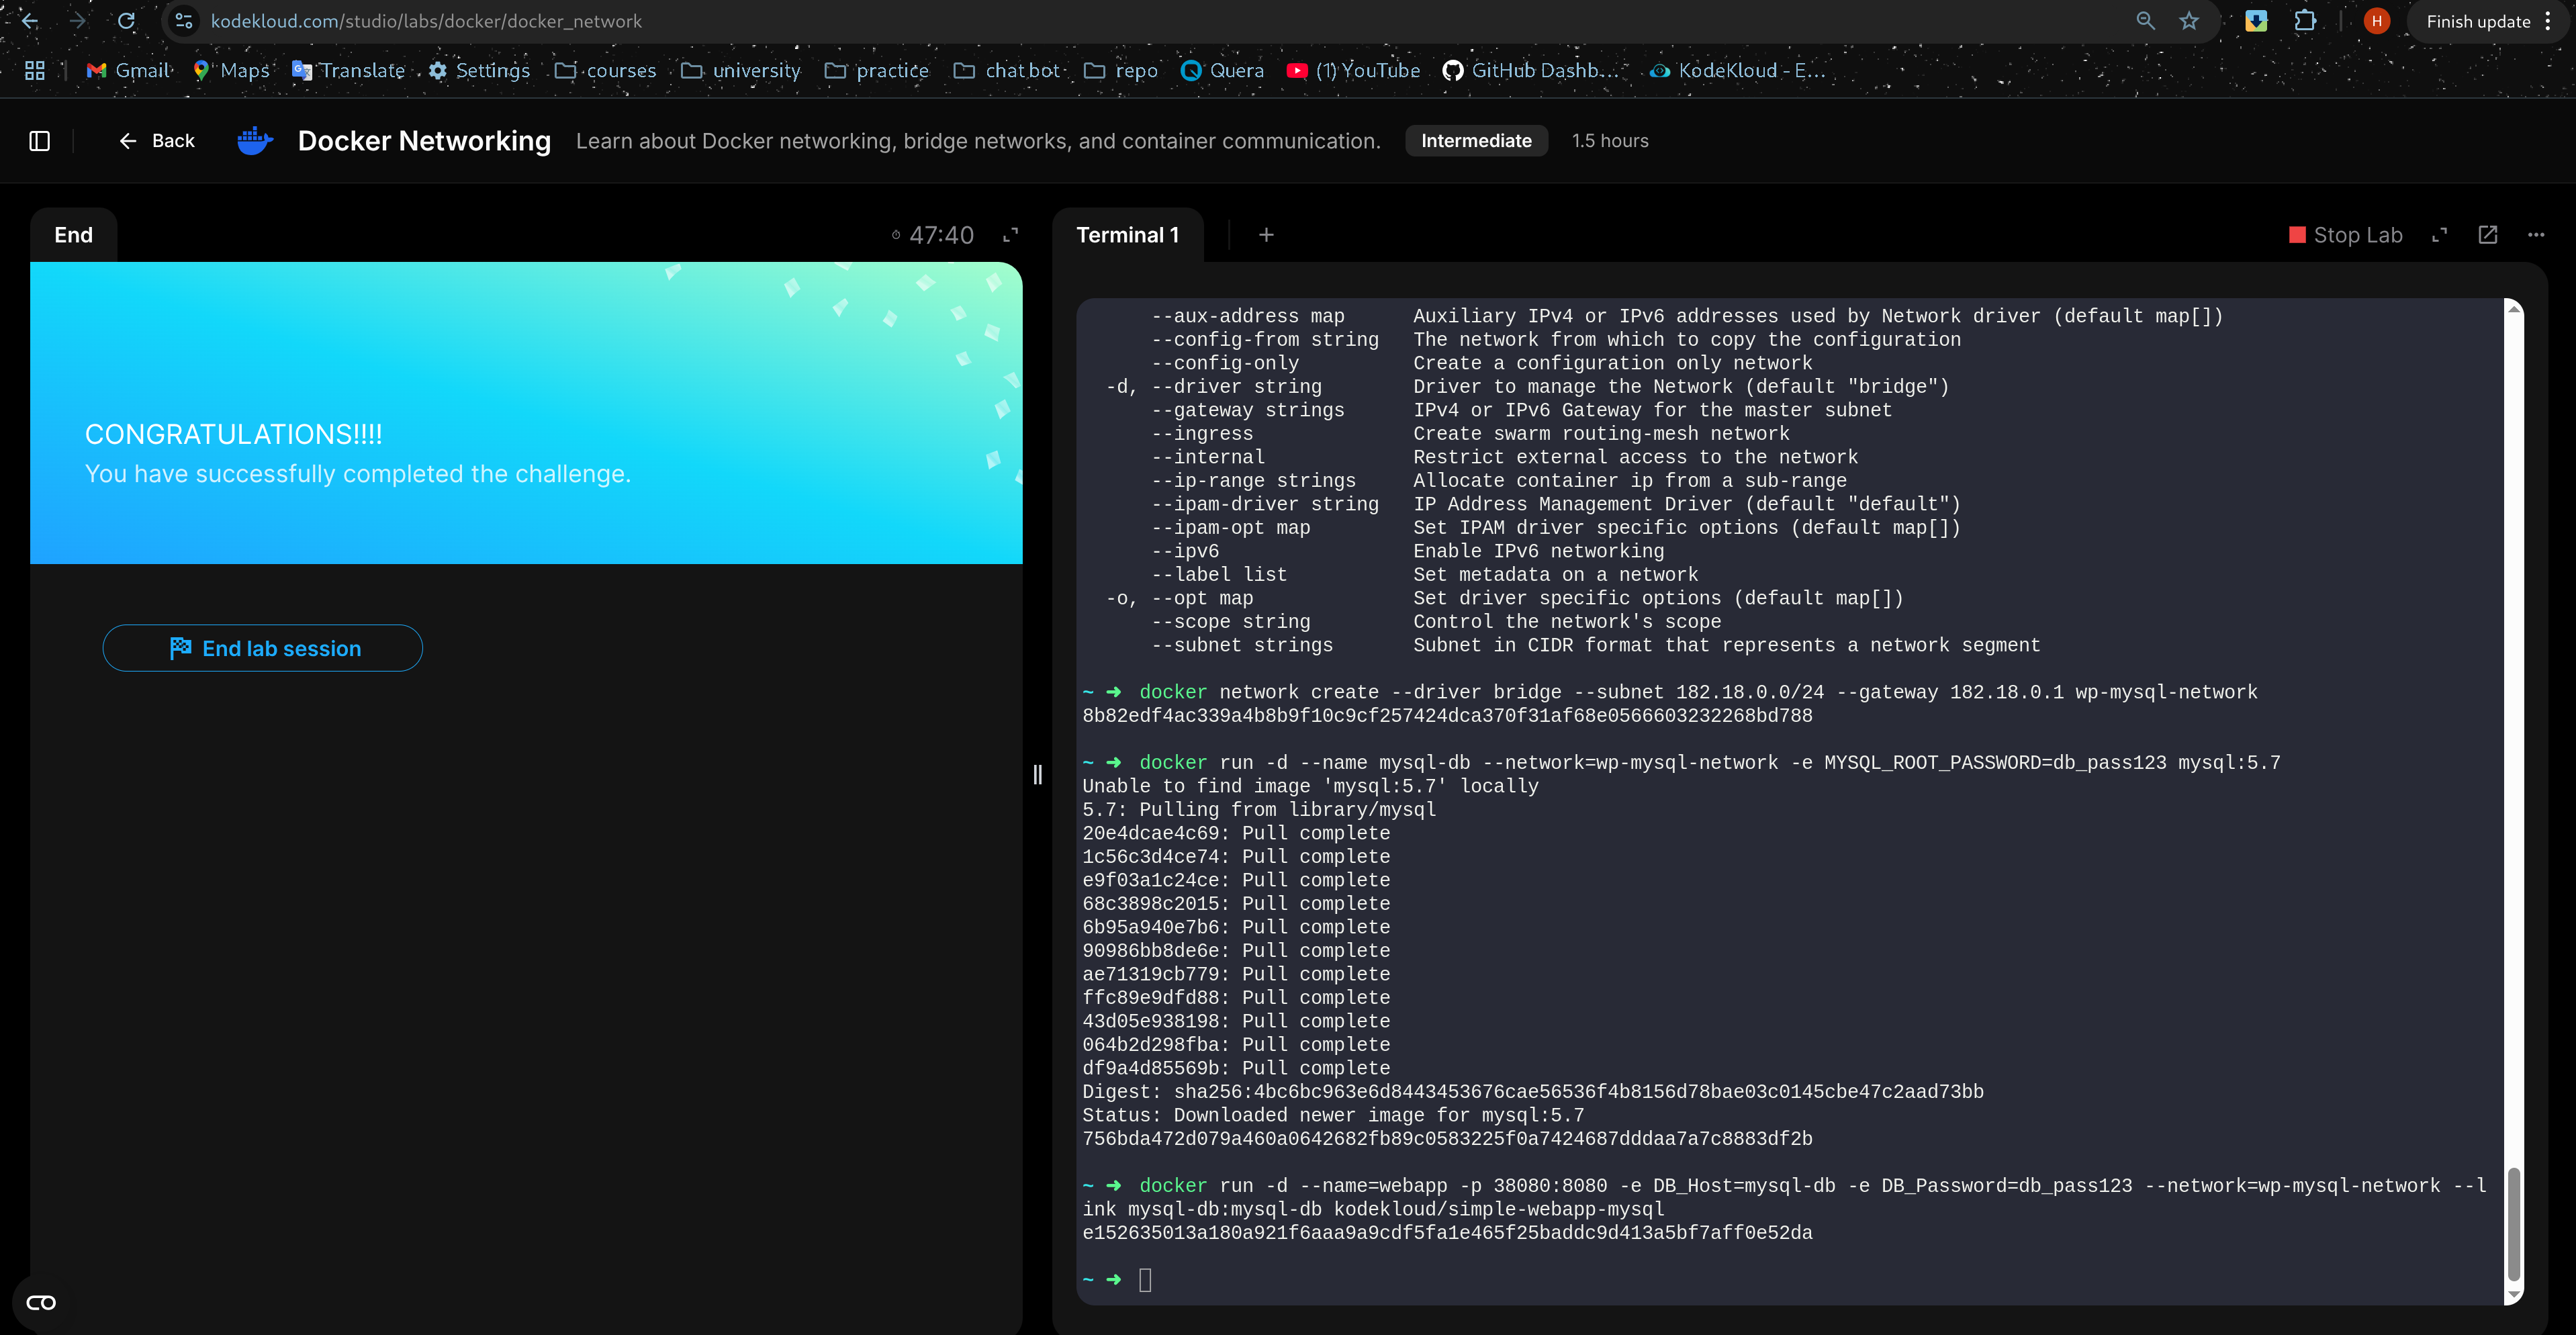 kodekloud.com/studio/labs/docker/docker_network
H
Finish update
Gmail
Maps
Translate
Settings
courses
university
practice
chat bot
repo
Quera
(1) YouTube
GitHub Dashb...
KodeKloud - E...
Back
Docker Networking
Learn about Docker networking, bridge networks, and container communication.
Intermediate
1.5 hours
End
47:40
CONGRATULATIONS!!!!
You have successfully completed the challenge.
End lab session
Terminal 1
+
Stop Lab
--aux-address map      Auxiliary IPv4 or IPv6 addresses used by Network driver (default map[])
--config-from string   The network from which to copy the configuration
--config-only          Create a configuration only network
-d, --driver string        Driver to manage the Network (default "bridge")
--gateway strings      IPv4 or IPv6 Gateway for the master subnet
--ingress              Create swarm routing-mesh network
--internal             Restrict external access to the network
--ip-range strings     Allocate container ip from a sub-range
--ipam-driver string   IP Address Management Driver (default "default")
--ipam-opt map         Set IPAM driver specific options (default map[])
--ipv6                 Enable IPv6 networking
--label list           Set metadata on a network
-o, --opt map              Set driver specific options (default map[])
--scope string         Control the network's scope
--subnet strings       Subnet in CIDR format that represents a network segment
~ ➜ docker network create --driver bridge --subnet 182.18.0.0/24 --gateway 182.18.0.1 wp-mysql-network
8b82edf4ac339a4b8b9f10c9cf257424dca370f31af68e0566603232268bd788
~ ➜ docker run -d --name mysql-db --network=wp-mysql-network -e MYSQL_ROOT_PASSWORD=db_pass123 mysql:5.7
Unable to find image 'mysql:5.7' locally
5.7: Pulling from library/mysql
20e4dcae4c69: Pull complete
1c56c3d4ce74: Pull complete
e9f03a1c24ce: Pull complete
68c3898c2015: Pull complete
6b95a940e7b6: Pull complete
90986bb8de6e: Pull complete
ae71319cb779: Pull complete
ffc89e9dfd88: Pull complete
43d05e938198: Pull complete
064b2d298fba: Pull complete
df9a4d85569b: Pull complete
Digest: sha256:4bc6bc963e6d8443453676cae56536f4b8156d78bae03c0145cbe47c2aad73bb
Status: Downloaded newer image for mysql:5.7
756bda472d079a460a0642682fb89c0583225f0a7424687dddaa7a7c8883df2b
~ ➜ docker run -d --name=webapp -p 38080:8080 -e DB_Host=mysql-db -e DB_Password=db_pass123 --network=wp-mysql-network --l
ink mysql-db:mysql-db kodekloud/simple-webapp-mysql
e152635013a180a921f6aaa9a9cdf5fa1e465f25baddc9d413a5bf7aff0e52da
~ ➜